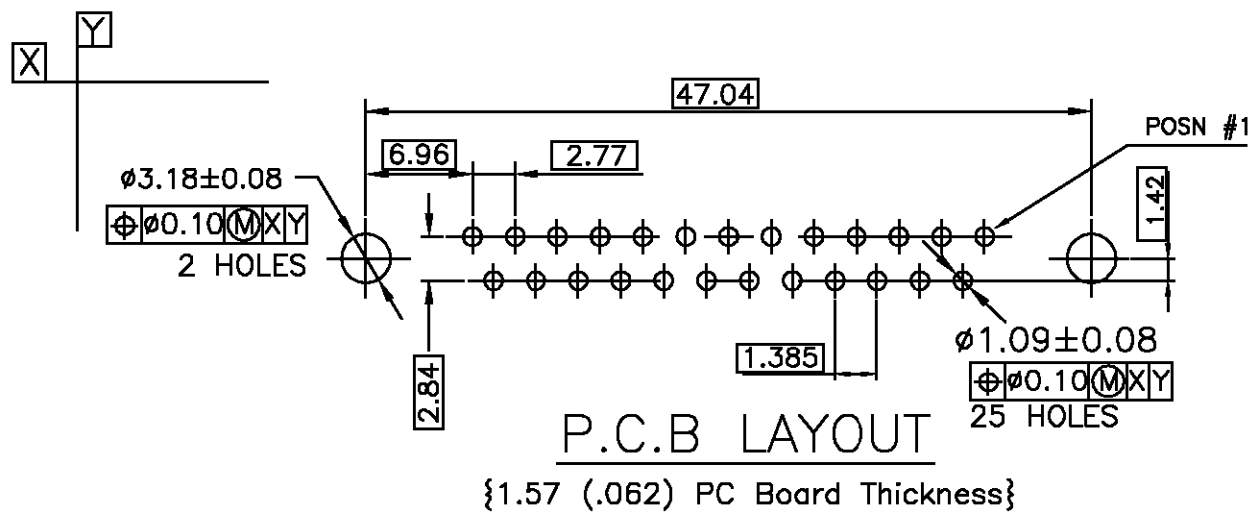 Y
X
47.04
POSN #1
6.96
2.77
ø3.18±0.08
1.42
⌖ ø0.10 Ⓜ X Y
2 HOLES
2.84
1.385
ø1.09±0.08
⌖ ø0.10 Ⓜ X Y
25 HOLES
P.C.B LAYOUT
{1.57 (.062) PC Board Thickness}